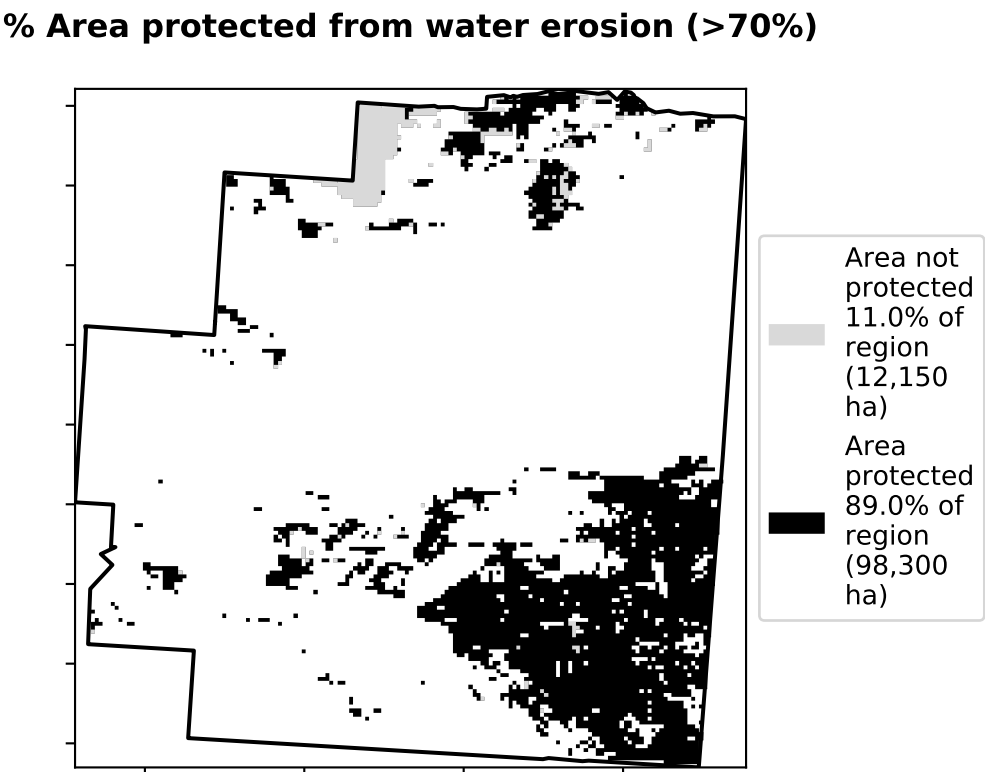 % Area protected from water erosion (>70%)
Area not
protected
11.0% of
region
(12,150
ha)
Area
protected
89.0% of
region
(98,300
ha)